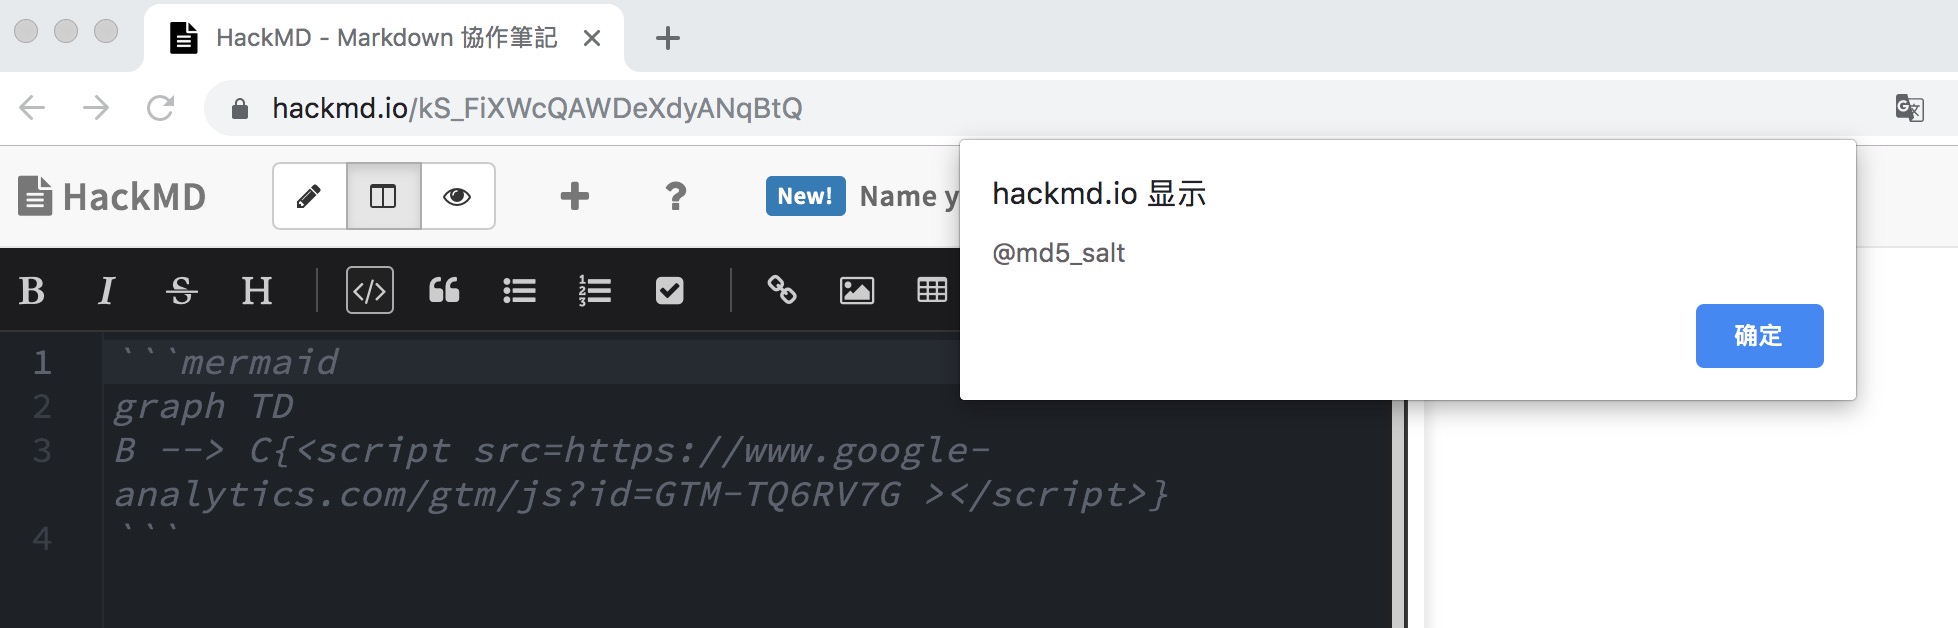 HackMD - Markdown 協作筆記
hackmd.io/kS_FiXWcQAWDeXdyANqBtQ
HackMD
New! Name y
hackmd.io 显示
@md5_salt
确定
B I S H
1 ```mermaid
2 graph TD
3 B --> C{<script src=https://www.google-
analytics.com/gtm/js?id=GTM-TQ6RV7G ></script>}
4 ```